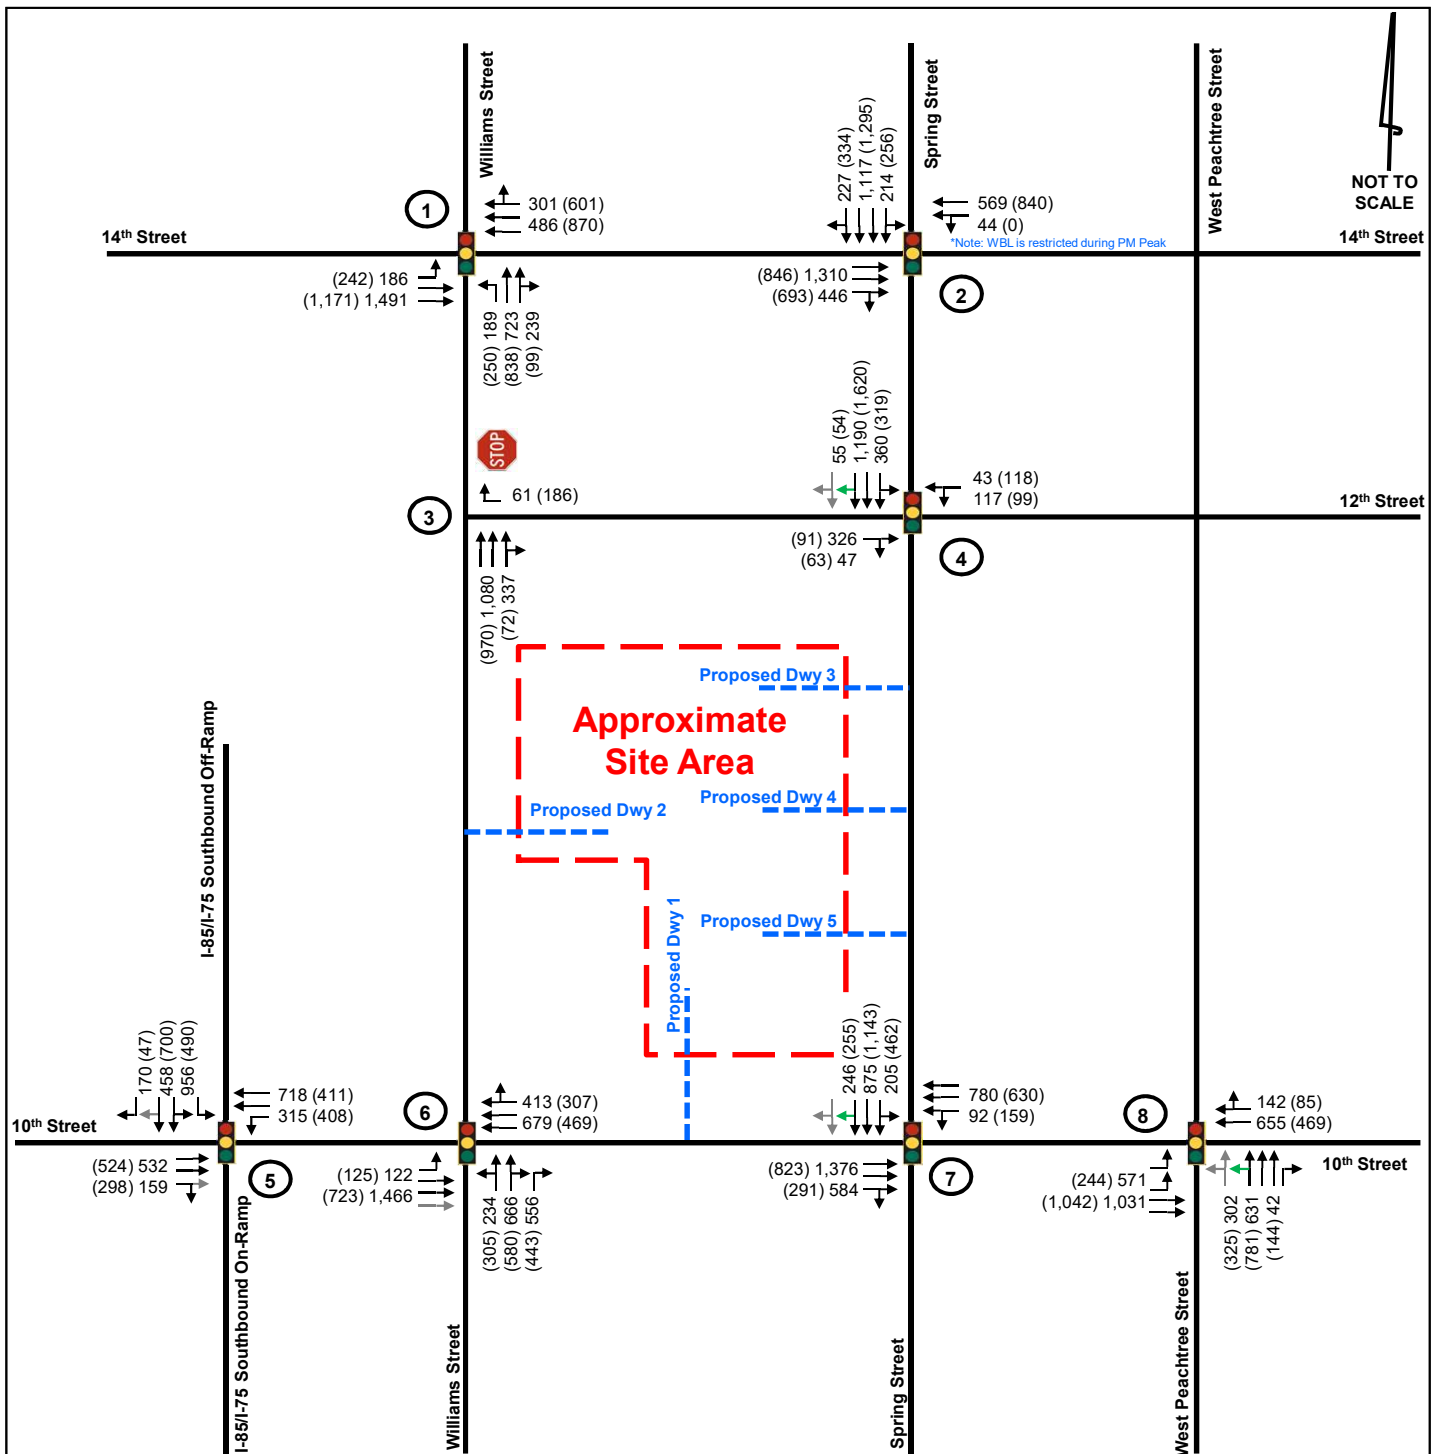 Williams Street
Spring Street
West Peachtree Street
NOT TO
SCALE
227 (334)
1,117 (1,295)
214 (256)
1
301 (601)
486 (870)
569 (840)
44 (0)
*Note: WBL is restricted during PM Peak
14th Street
14th Street
(242) 186
(1,171) 1,491
(846) 1,310
(693) 446
2
(250) 189
(838) 723
(99) 239
STOP
55 (54)
1,190 (1,620)
360 (319)
61 (186)
43 (118)
117 (99)
3
12th Street
(91) 326
(63) 47
4
(970) 1,080
(72) 337
Proposed Dwy 3
Approximate
Site Area
Proposed Dwy 4
Proposed Dwy 2
I-85/I-75 Southbound Off-Ramp
Proposed Dwy 1
Proposed Dwy 5
170 (47)
458 (700)
956 (490)
718 (411)
315 (408)
6
413 (307)
679 (469)
246 (255)
875 (1,143)
205 (462)
780 (630)
92 (159)
8
142 (85)
655 (469)
10th Street
10th Street
(524) 532
(298) 159
5
(125) 122
(723) 1,466
(823) 1,376
(291) 584
7
(244) 571
(1,042) 1,031
(305) 234
(580) 666
(443) 556
(325) 302
(781) 631
(144) 42
I-85/I-75 Southbound On-Ramp
Williams Street
Spring Street
West Peachtree Street